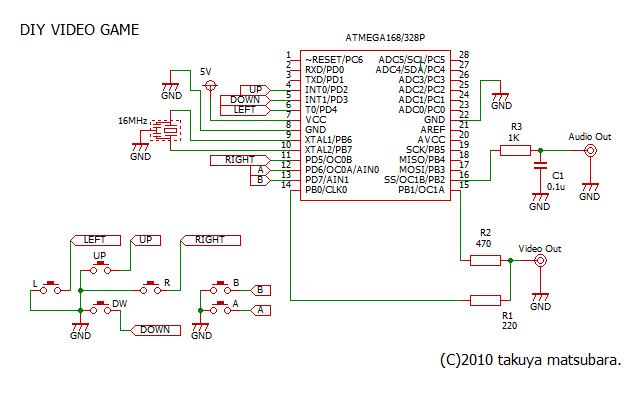 DIY VIDEO GAME
ATMEGA168/328P
1 ~RESET/PC6 ADC5/SCL/PC5 28
2 RXD/PD0 ADC4/SDA/PC4 27
3 TXD/PD1 ADC3/PC3 26
4 INT0/PD2 ADC2/PC2 25
5 INT1/PD3 ADC1/PC1 24
6 T0/PD4 ADC0/PC0 23
7 VCC GND 22
8 GND AREF 21
9 XTAL1/PB6 AVCC 20
10 XTAL2/PB7 SCK/PB5 19
11 PD5/OC0B MISO/PB4 18
12 PD6/OC0A/AIN0 MOSI/PB3 17
13 PD7/AIN1 SS/OC1B/PB2 16
14 PB0/CLK0 PB1/OC1A 15
5V
GND
UP
DOWN
LEFT
16MHz
GND
RIGHT
A
B
GND
R3
1K
Audio Out
C1
0.1u
GND
GND
R2
470
Video Out
GND
R1
220
LEFT
UP
RIGHT
UP
L
R
DW
GND
DOWN
B
B
A
A
GND
(C)2010 takuya matsubara.